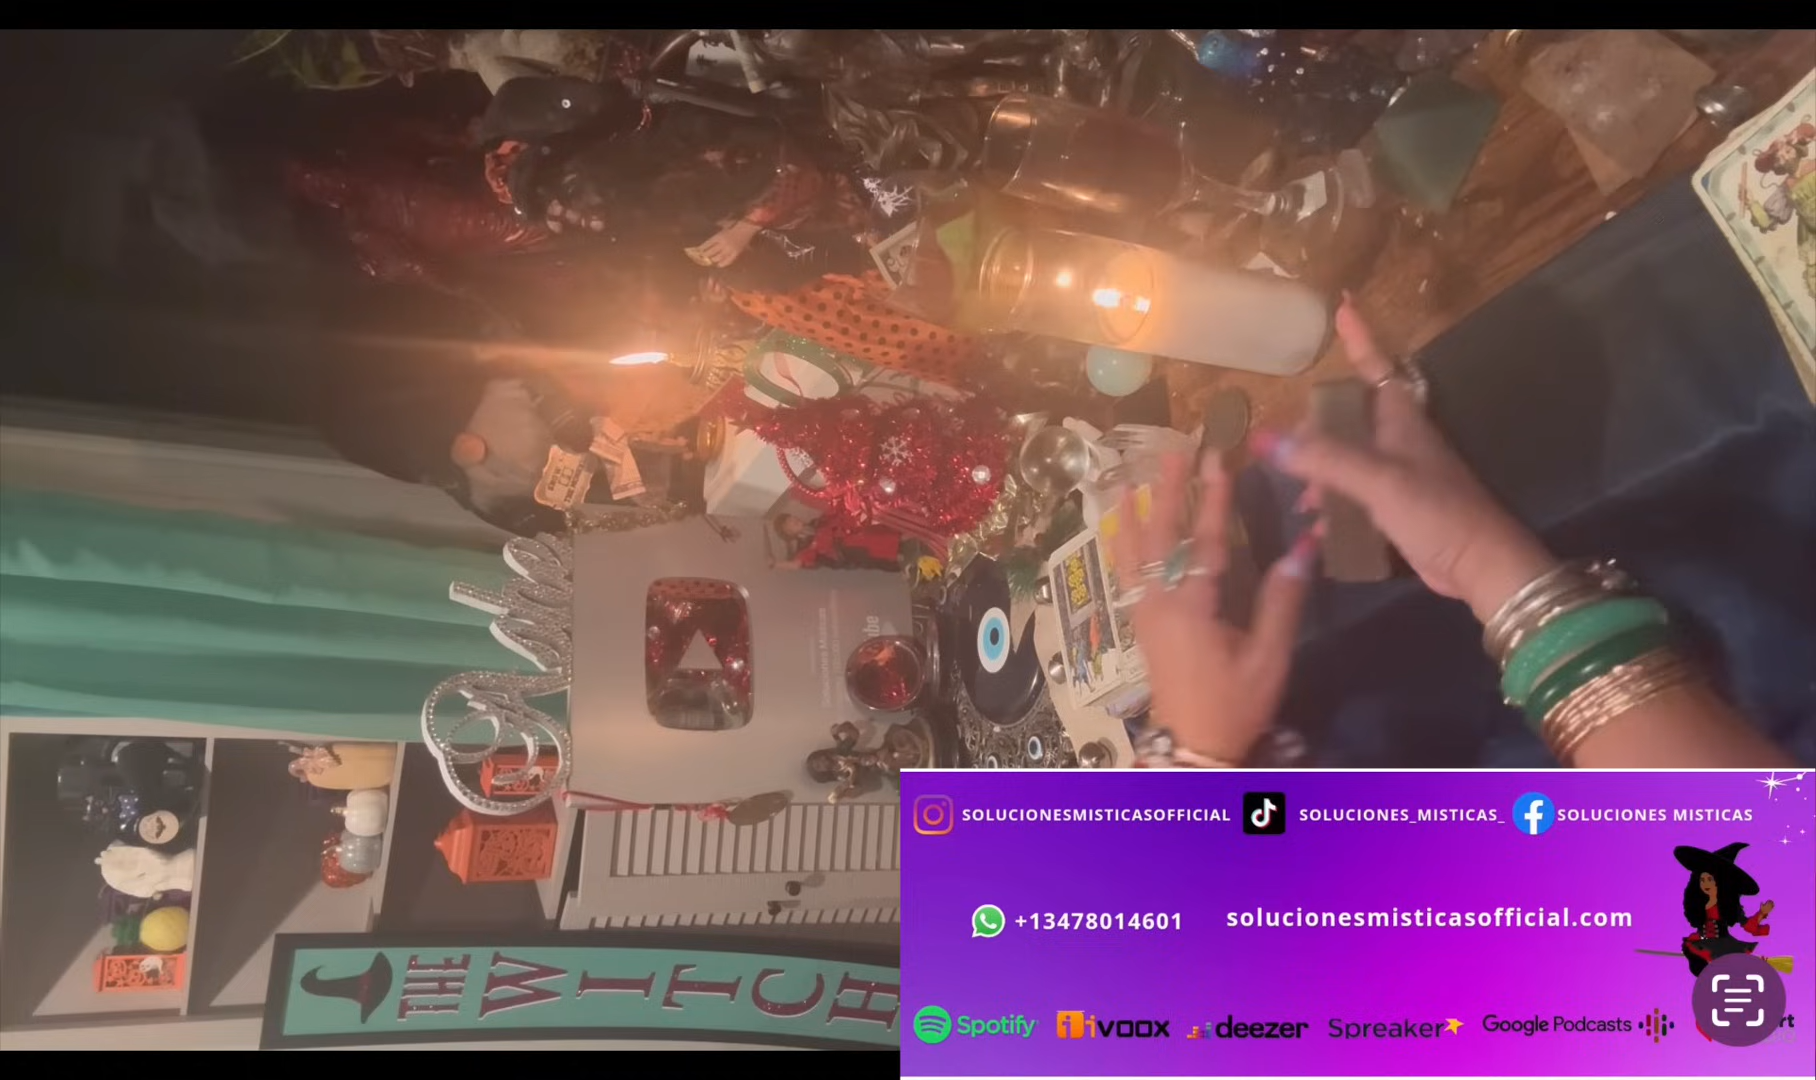 THE WITCH
SOLUCIONESMISTICASOFFICIAL
SOLUCIONES_MISTICAS_
SOLUCIONES MISTICAS
+13478014601
solucionesmisticasofficial.com
Spotify
ivoox
deezer
Spreaker
Google Podcasts